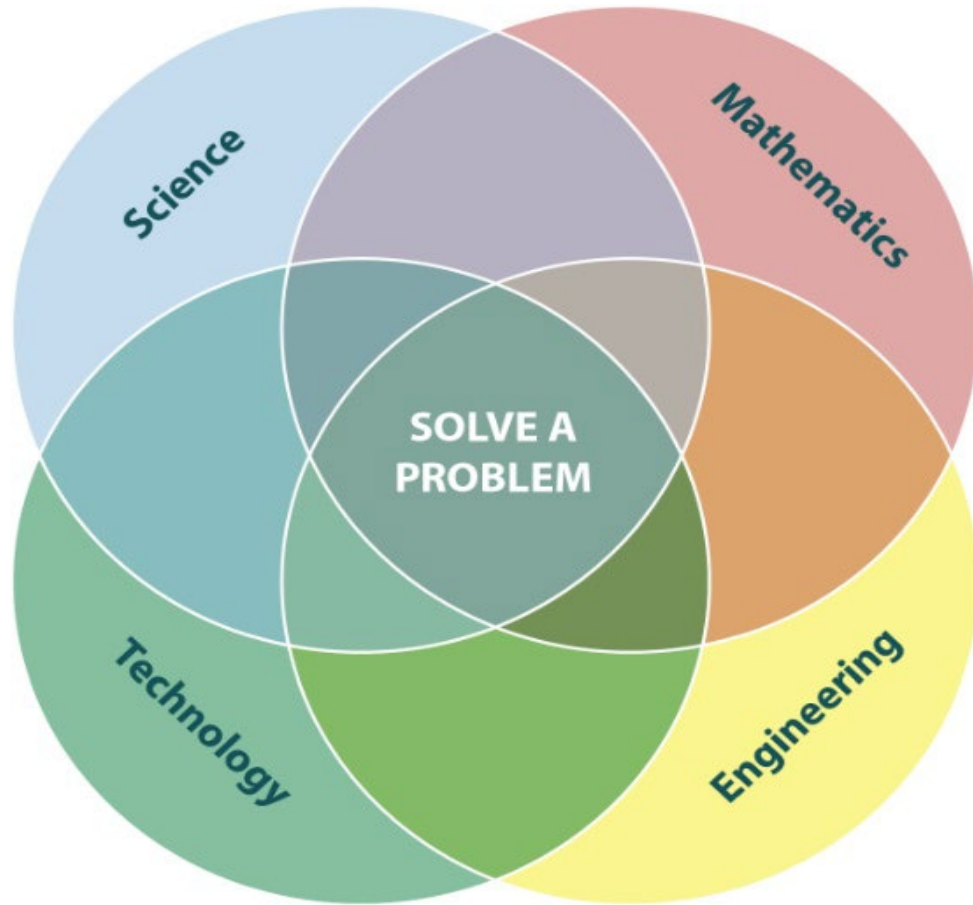 Science
Mathematics
SOLVE A
PROBLEM
Technology
Engineering